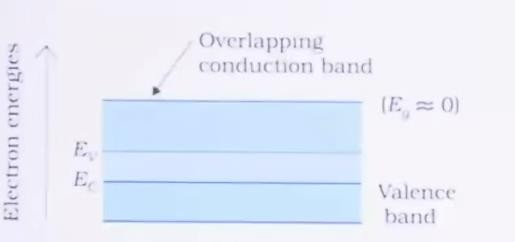 Overlapping
conduction band
(E_g ≈ 0)
E_V
E_C
Valence
band
Electron energies